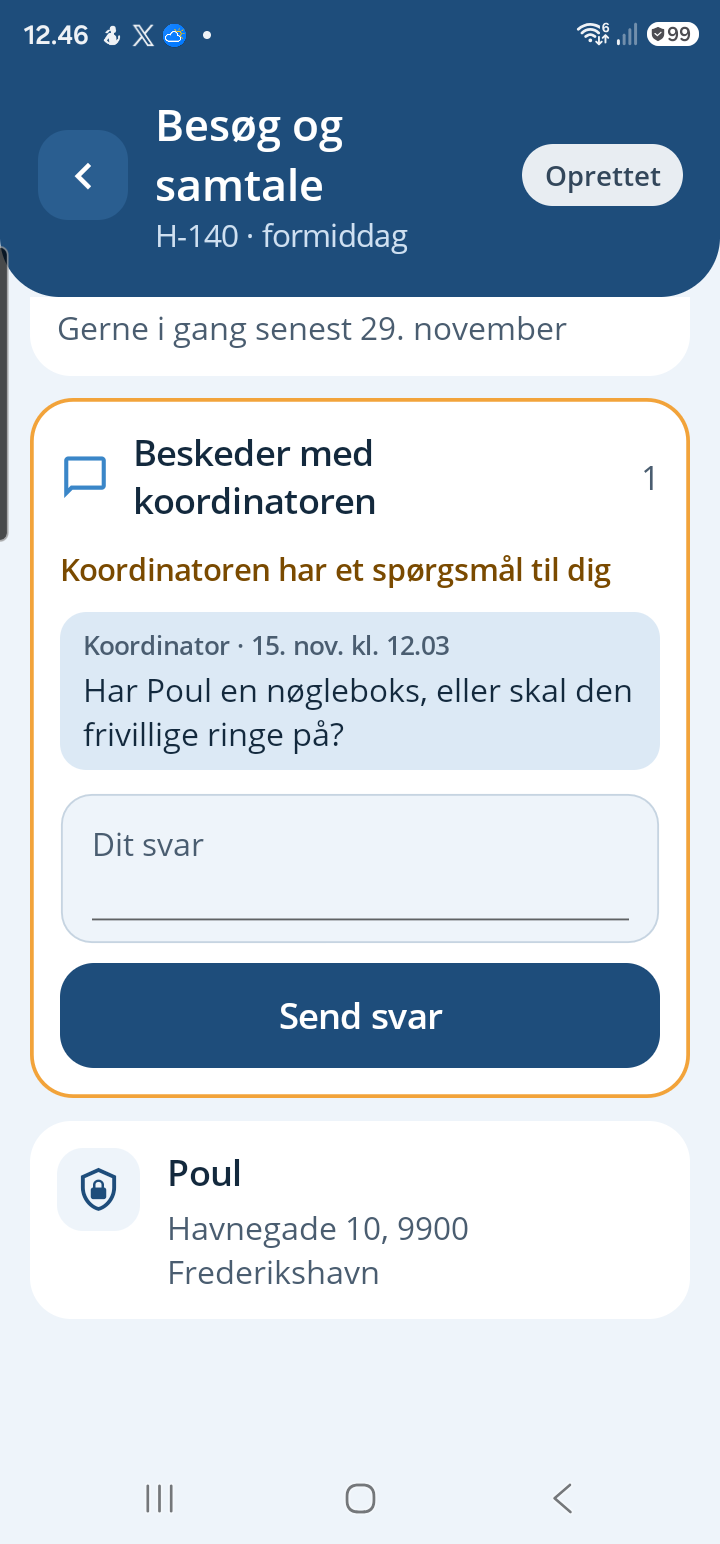 12.46
6
99
Besøg og
samtale
H-140 · formiddag
Oprettet
Gerne i gang senest 29. november
Beskeder med
koordinatoren
1
Koordinatoren har et spørgsmål til dig
Koordinator · 15. nov. kl. 12.03
Har Poul en nøgleboks, eller skal den
frivillige ringe på?
Dit svar
Send svar
Poul
Havnegade 10, 9900
Frederikshavn